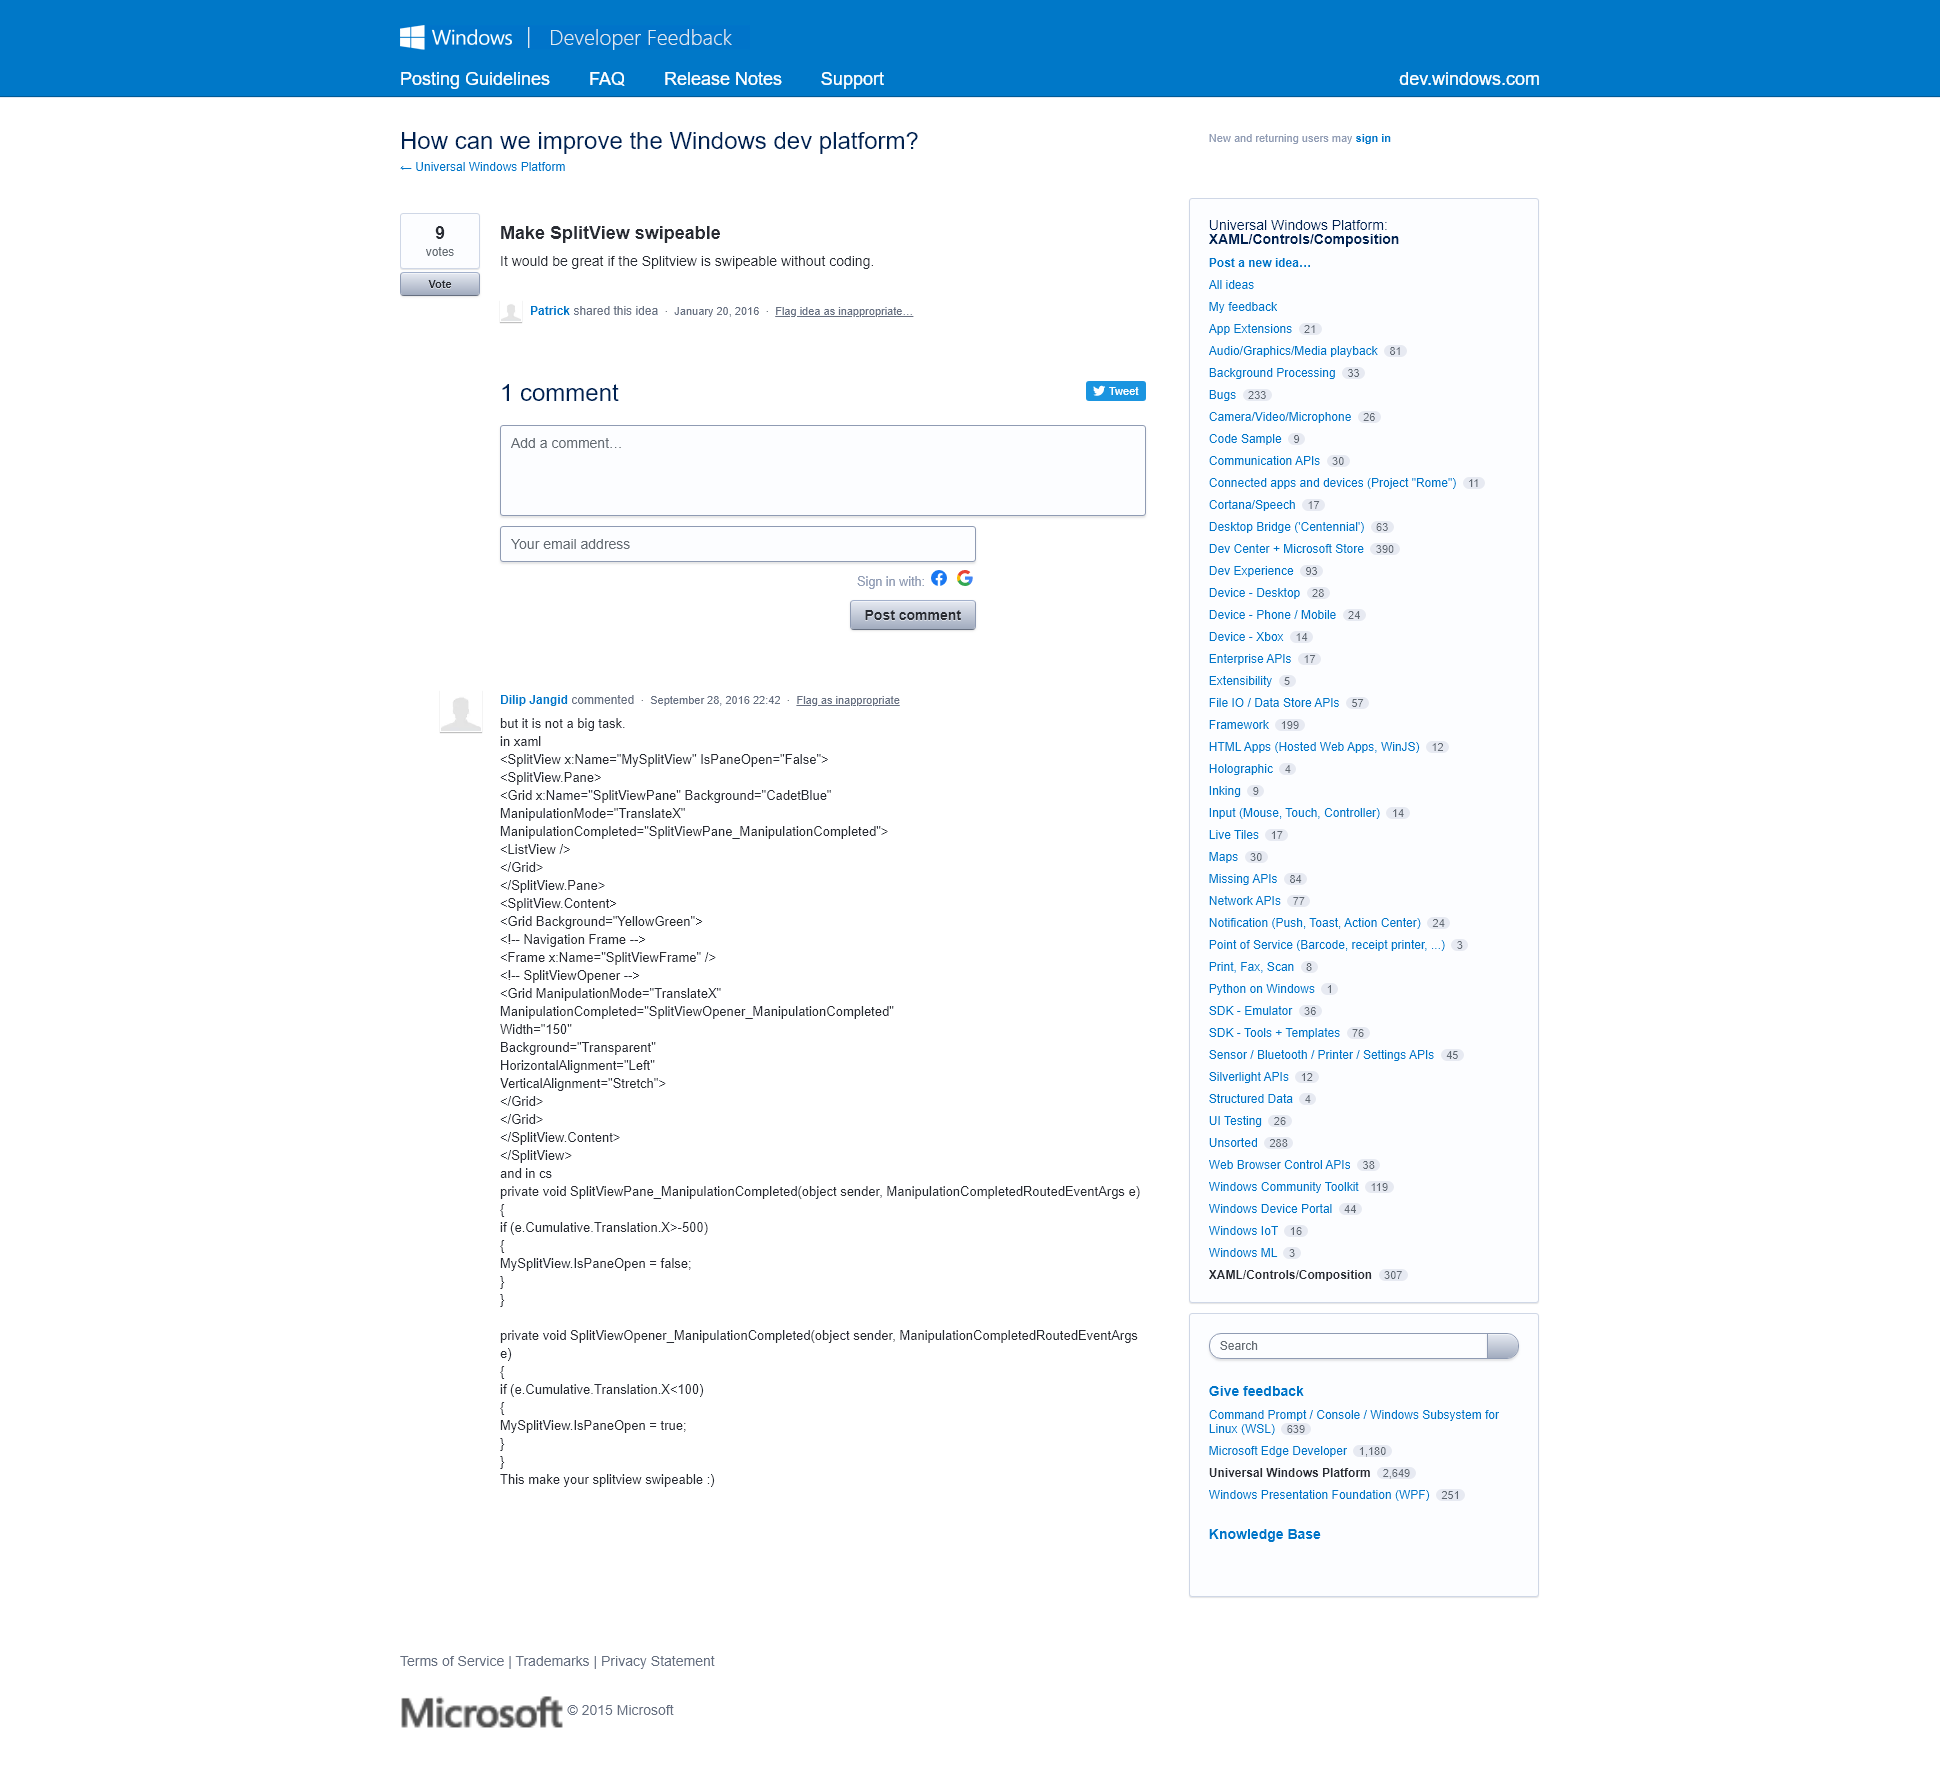 Windows | Developer Feedback
Posting Guidelines FAQ Release Notes Support dev.windows.com
How can we improve the Windows dev platform?
← Universal Windows Platform
New and returning users may sign in
9
votes
Vote
Make SplitView swipeable
It would be great if the Splitview is swipeable without coding.
Patrick shared this idea · January 20, 2016 · Flag idea as inappropriate…
1 comment
Tweet
Add a comment…
Your email address
Sign in with:
Post comment
Dilip Jangid commented · September 28, 2016 22:42 · Flag as inappropriate
but it is not a big task.
in xaml
<SplitView x:Name="MySplitView" IsPaneOpen="False">
<SplitView.Pane>
<Grid x:Name="SplitViewPane" Background="CadetBlue"
ManipulationMode="TranslateX"
ManipulationCompleted="SplitViewPane_ManipulationCompleted">
<ListView />
</Grid>
</SplitView.Pane>
<SplitView.Content>
<Grid Background="YellowGreen">
<!-- Navigation Frame -->
<Frame x:Name="SplitViewFrame" />
<!-- SplitViewOpener -->
<Grid ManipulationMode="TranslateX"
ManipulationCompleted="SplitViewOpener_ManipulationCompleted"
Width="150"
Background="Transparent"
HorizontalAlignment="Left"
VerticalAlignment="Stretch">
</Grid>
</Grid>
</SplitView.Content>
</SplitView>
and in cs
private void SplitViewPane_ManipulationCompleted(object sender, ManipulationCompletedRoutedEventArgs e)
{
if (e.Cumulative.Translation.X>-500)
{
MySplitView.IsPaneOpen = false;
}
}
private void SplitViewOpener_ManipulationCompleted(object sender, ManipulationCompletedRoutedEventArgs
e)
{
if (e.Cumulative.Translation.X<100)
{
MySplitView.IsPaneOpen = true;
}
}
This make your splitview swipeable :)
Universal Windows Platform:
XAML/Controls/Composition
Post a new idea…
All ideas
My feedback
App Extensions 21
Audio/Graphics/Media playback 81
Background Processing 33
Bugs 233
Camera/Video/Microphone 26
Code Sample 9
Communication APIs 30
Connected apps and devices (Project "Rome") 11
Cortana/Speech 17
Desktop Bridge ('Centennial') 63
Dev Center + Microsoft Store 390
Dev Experience 93
Device - Desktop 28
Device - Phone / Mobile 24
Device - Xbox 14
Enterprise APIs 17
Extensibility 5
File IO / Data Store APIs 57
Framework 199
HTML Apps (Hosted Web Apps, WinJS) 12
Holographic 4
Inking 9
Input (Mouse, Touch, Controller) 14
Live Tiles 17
Maps 30
Missing APIs 84
Network APIs 77
Notification (Push, Toast, Action Center) 24
Point of Service (Barcode, receipt printer, ...) 3
Print, Fax, Scan 8
Python on Windows 1
SDK - Emulator 36
SDK - Tools + Templates 76
Sensor / Bluetooth / Printer / Settings APIs 45
Silverlight APIs 12
Structured Data 4
UI Testing 26
Unsorted 288
Web Browser Control APIs 38
Windows Community Toolkit 119
Windows Device Portal 44
Windows IoT 16
Windows ML 3
XAML/Controls/Composition 307
Search
Give feedback
Command Prompt / Console / Windows Subsystem for
Linux (WSL) 639
Microsoft Edge Developer 1,180
Universal Windows Platform 2,649
Windows Presentation Foundation (WPF) 251
Knowledge Base
Terms of Service | Trademarks | Privacy Statement
Microsoft © 2015 Microsoft